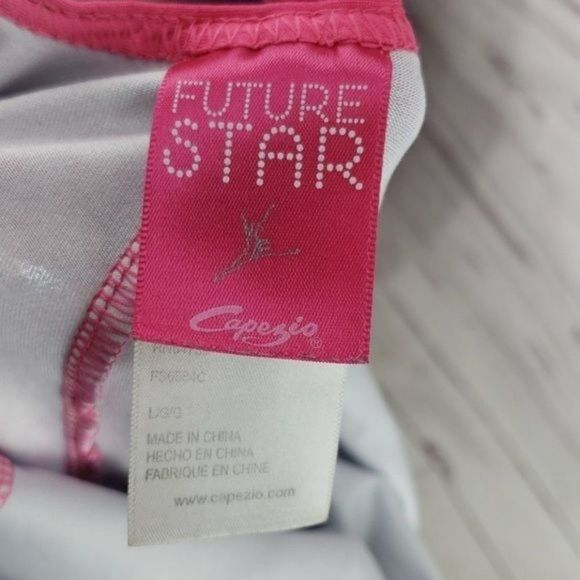 FUTURE
STAR
Capezio®
L/G/G
MADE IN CHINA
HECHO EN CHINA
FABRIQUE EN CHINE
www.capezio.com